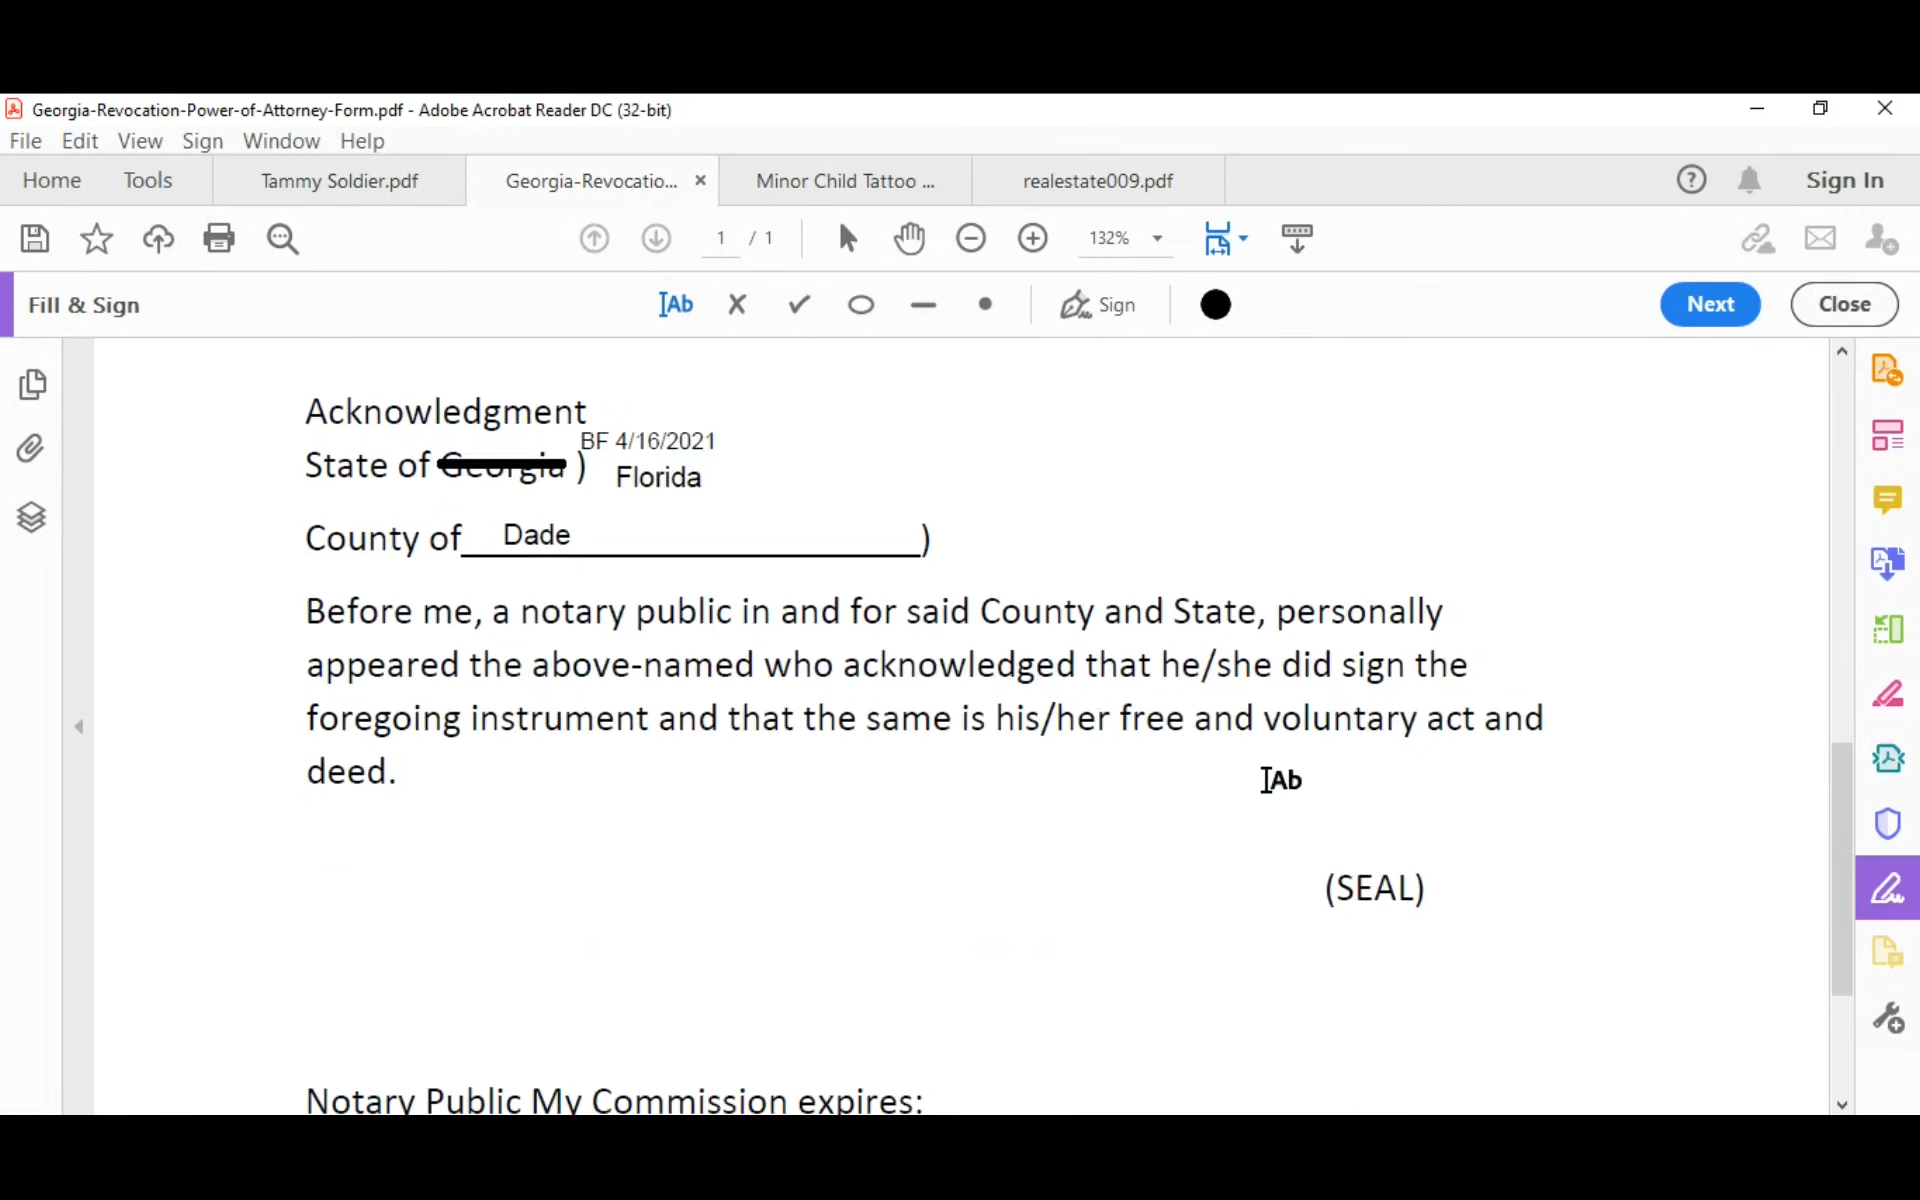 Georgia-Revocation-Power-of-Attorney-Form.pdf - Adobe Acrobat Reader DC (32-bit)
File Edit View Sign Window Help
Home Tools Tammy Soldier.pdf Georgia-Revocatio... × Minor Child Tattoo ... realestate009.pdf ? Sign In
1 / 1 132%
Fill & Sign Ab Sign Next Close
Acknowledgment
BF 4/16/2021
State of Georgia )
Florida
County of Dade )
Before me, a notary public in and for said County and State, personally
appeared the above-named who acknowledged that he/she did sign the
foregoing instrument and that the same is his/her free and voluntary act and
deed.
Ab
(SEAL)
Notary Public My Commission expires: